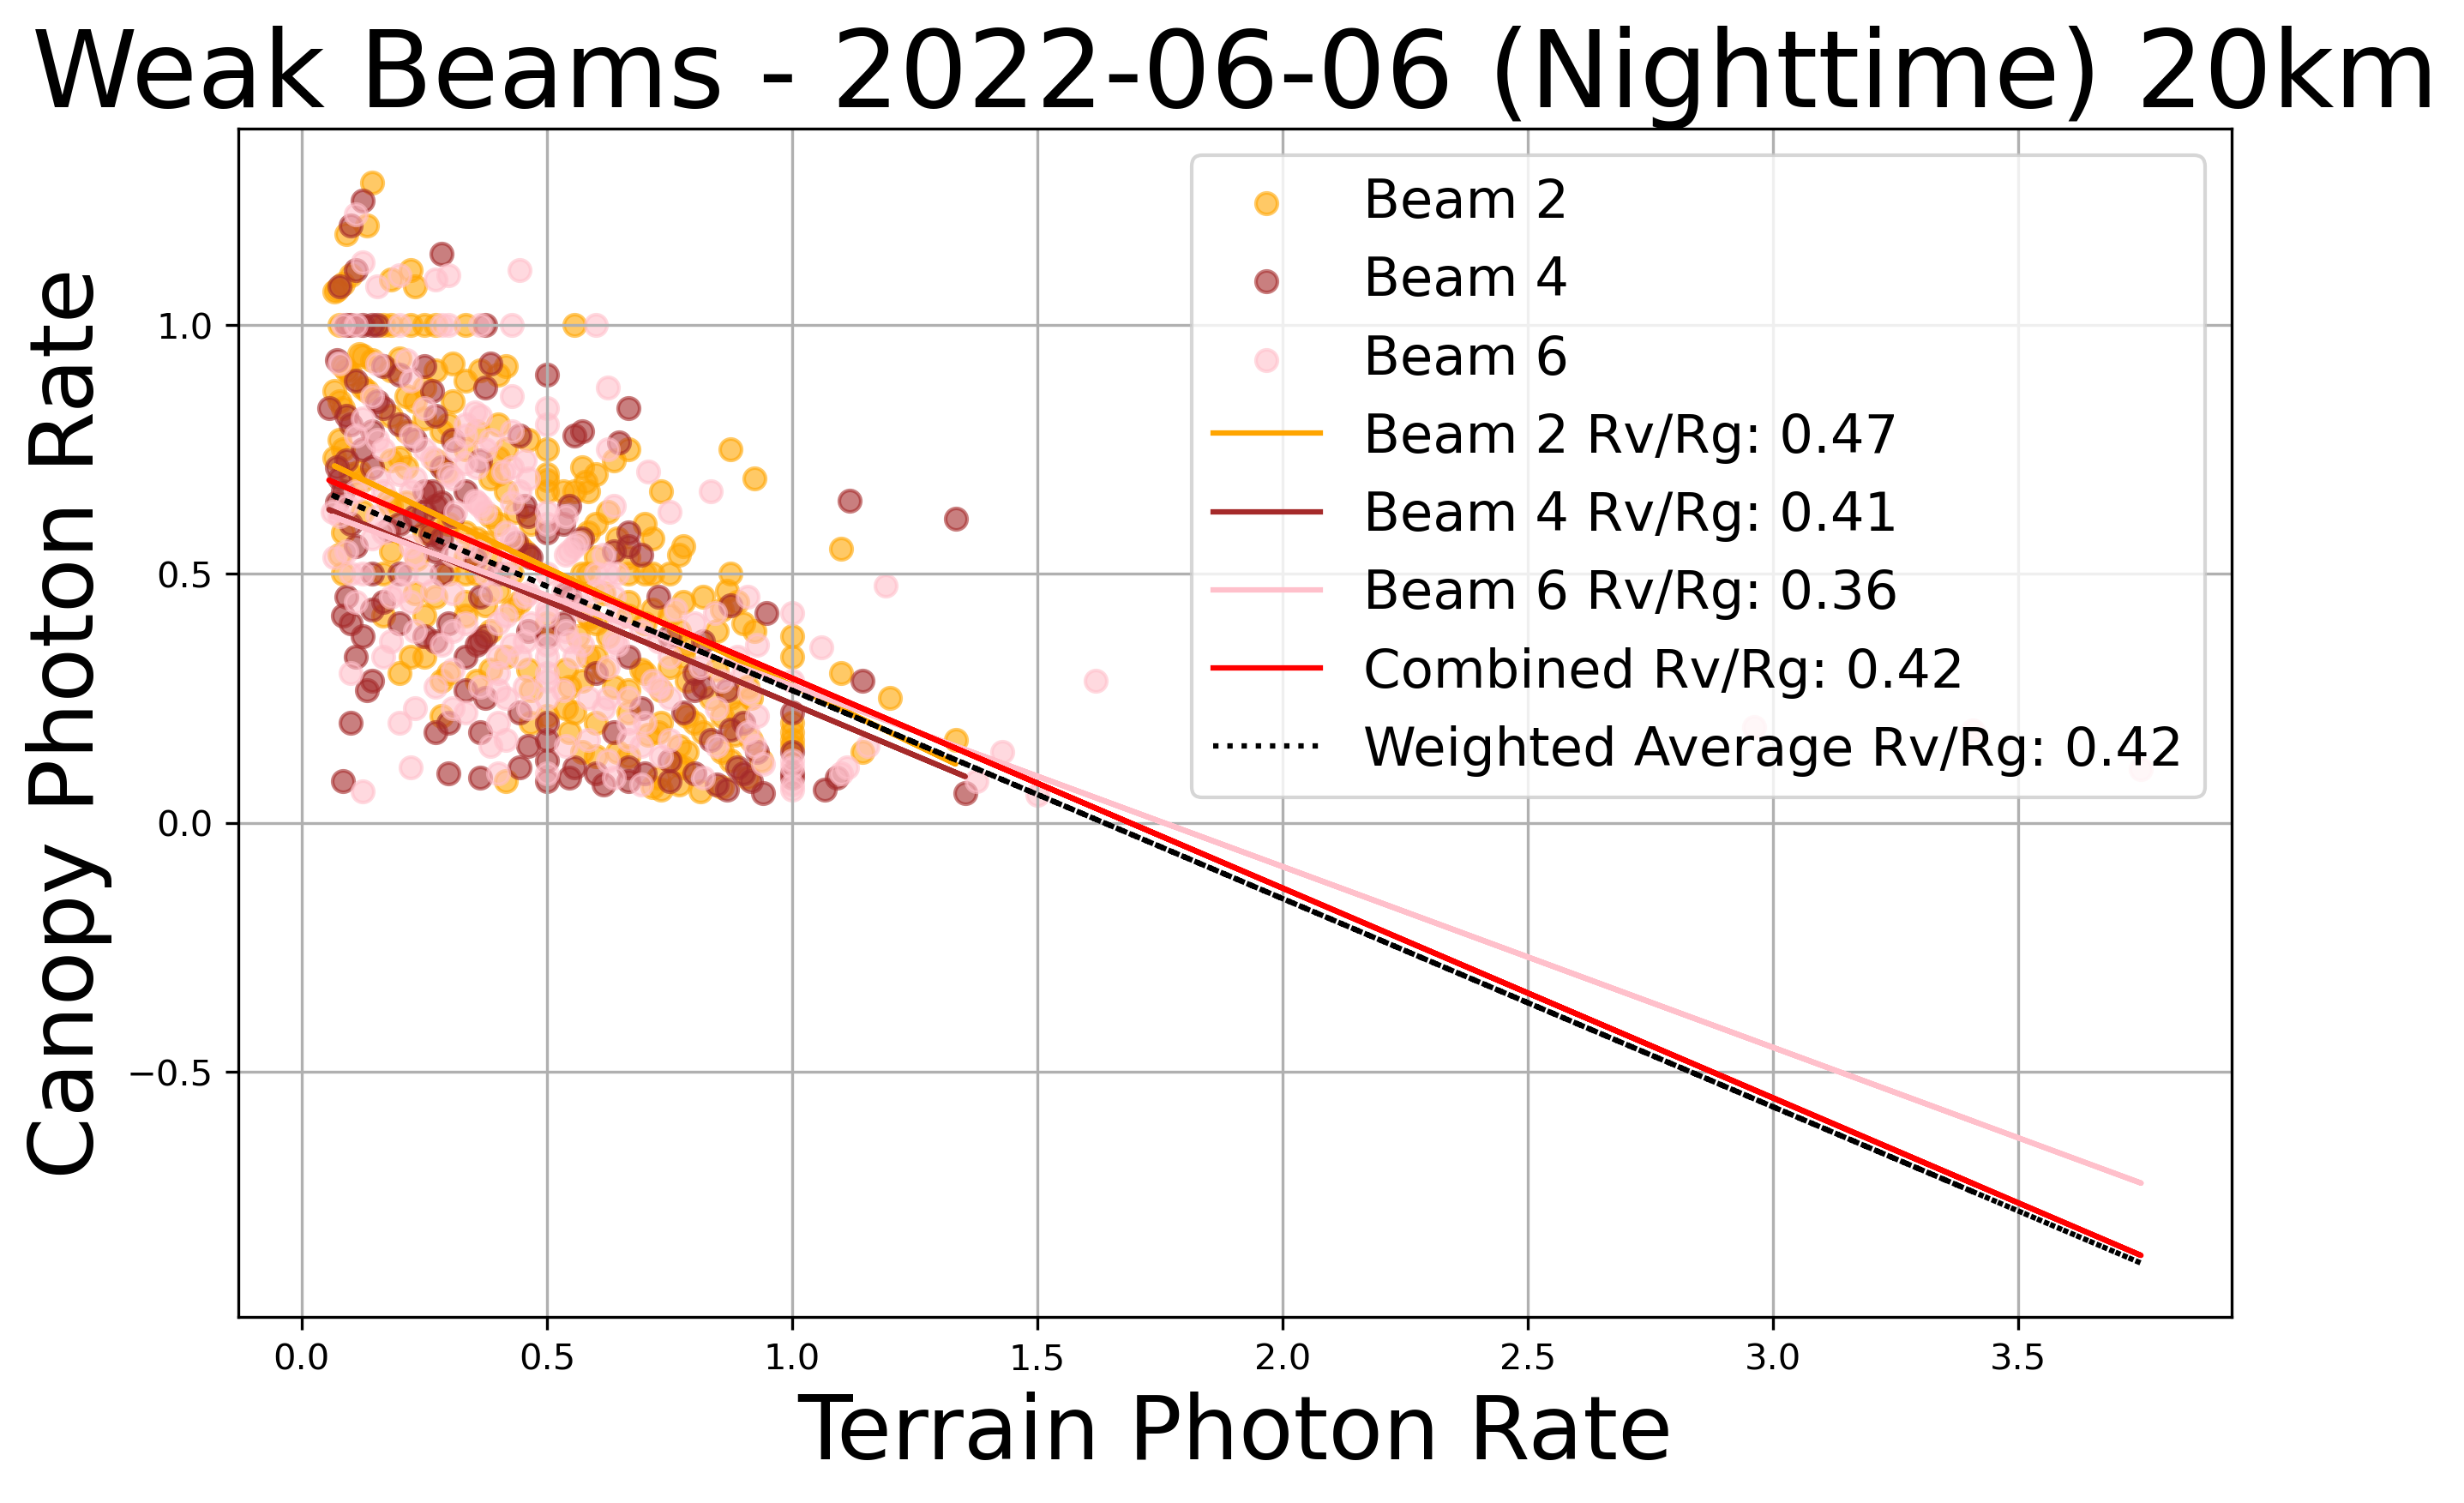 Weak Beams - 2022-06-06 (Nighttime) 20km
Canopy Photon Rate
1.0
0.5
0.0
−0.5
Beam 2
Beam 4
Beam 6
Beam 2 Rv/Rg: 0.47
Beam 4 Rv/Rg: 0.41
Beam 6 Rv/Rg: 0.36
Combined Rv/Rg: 0.42
Weighted Average Rv/Rg: 0.42
0.0 0.5 1.0 1.5 2.0 2.5 3.0 3.5
Terrain Photon Rate